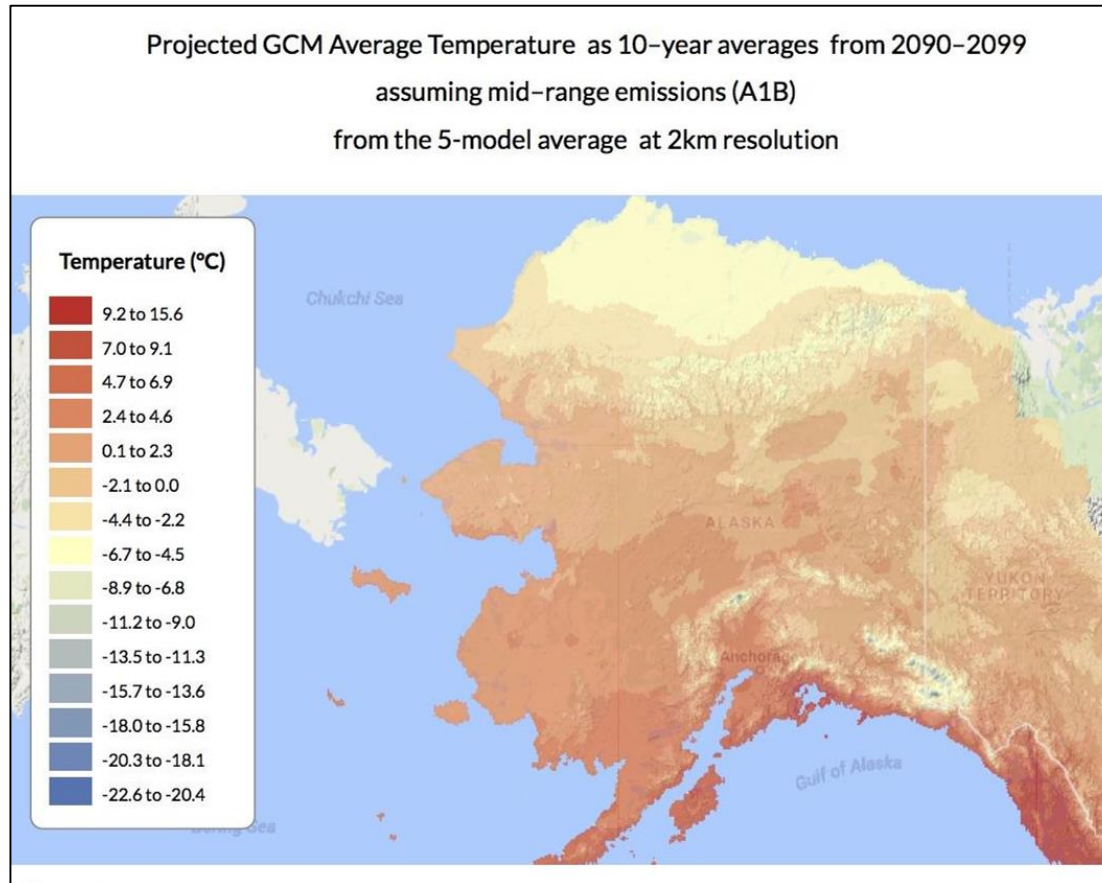 Projected GCM Average Temperature as 10–year averages from 2090–2099
assuming mid–range emissions (A1B)
from the 5-model average at 2km resolution
Temperature (°C)
9.2 to 15.6
7.0 to 9.1
4.7 to 6.9
2.4 to 4.6
0.1 to 2.3
-2.1 to 0.0
-4.4 to -2.2
-6.7 to -4.5
-8.9 to -6.8
-11.2 to -9.0
-13.5 to -11.3
-15.7 to -13.6
-18.0 to -15.8
-20.3 to -18.1
-22.6 to -20.4
Chukchi Sea
ALASKA
YUKON
TERRITORY
Anchorag
Gulf of Alaska
Bering Sea